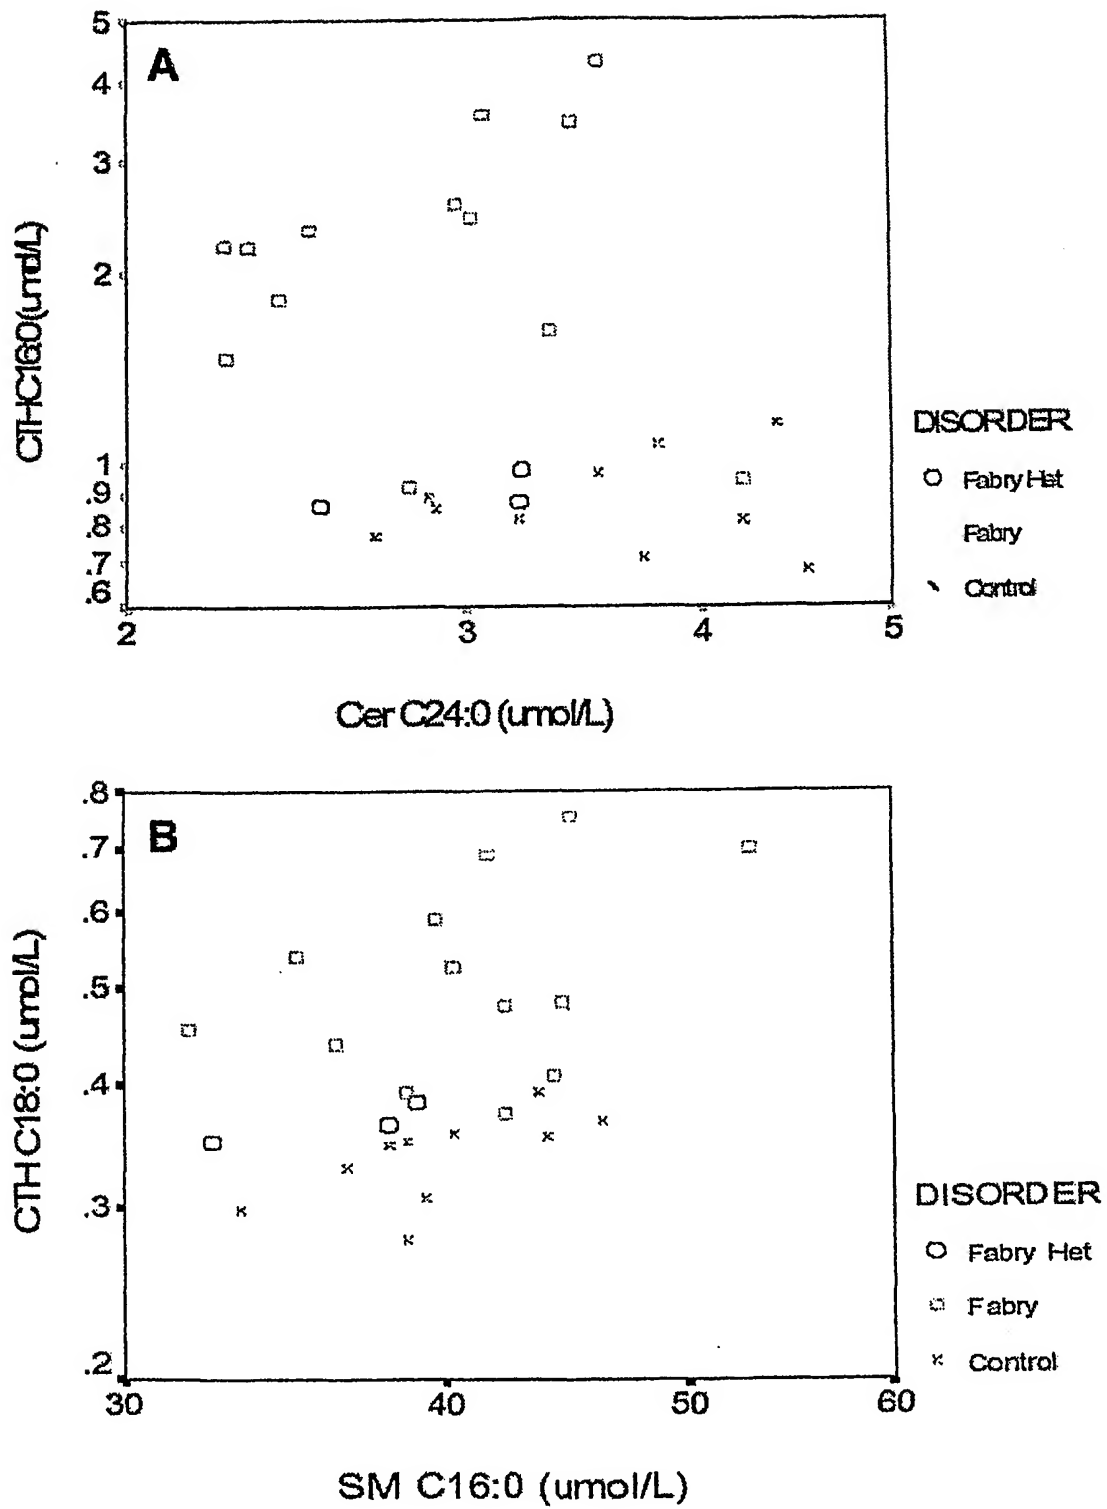 A
5
4
3
2
1
.9
.8
.7
.6
CTHC16:0(umol/L)
2 3 4 5
Cer C24:0 (umol/L)
DISORDER
Fabry Het
Fabry
Control
B
.8
.7
.6
.5
.4
.3
.2
CTH C18:0 (umol/L)
30 40 50 60
SM C16:0 (umol/L)
DISORDER
Fabry Het
Fabry
Control